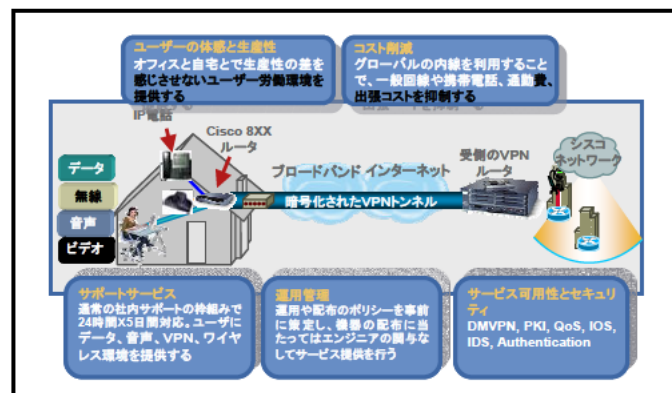 ユーザーの体感と生産性
オフィスと自宅とで生産性の差を
感じさせないユーザー労働環境を
提供する
コスト削減
グローバルの内線を利用すること
で、一般回線や携帯電話、通勤費、
出張コストを抑制する
IP電話
Cisco 8XX
ルータ
データ
無線
音声
ビデオ
ブロードバンド インターネット
暗号化されたVPNトンネル
受側のVPN
ルータ
シスコ
ネットワーク
サポートサービス
通常の社内サポートの枠組みで
24時間X5日間対応。ユーザに
データ、音声、VPN、ワイヤ
レス環境を提供する
運用管理
運用や配布のポリシーを事前
に策定し、機器の配布に当
たってはエンジニアの関与な
してサービス提供を行う
サービス可用性とセキュリ
ティ
DMVPN, PKI, QoS, IOS,
IDS, Authentication